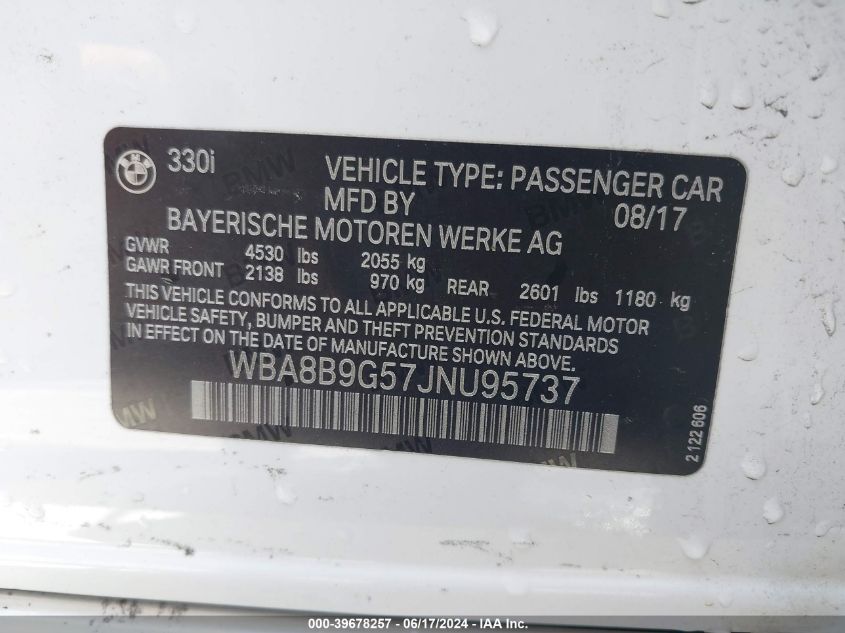 330i VEHICLE TYPE: PASSENGER CAR
MFD BY 08/17
BAYERISCHE MOTOREN WERKE AG
GVWR 4530 lbs 2055 kg
GAWR FRONT 2138 lbs 970 kg REAR 2601 lbs 1180 kg
THIS VEHICLE CONFORMS TO ALL APPLICABLE U.S. FEDERAL MOTOR
VEHICLE SAFETY, BUMPER AND THEFT PREVENTION STANDARDS
IN EFFECT ON THE DATE OF MANUFACTURE SHOWN ABOVE.
WBA8B9G57JNU95737
2122606
000-39678257 - 06/17/2024 - IAA Inc.